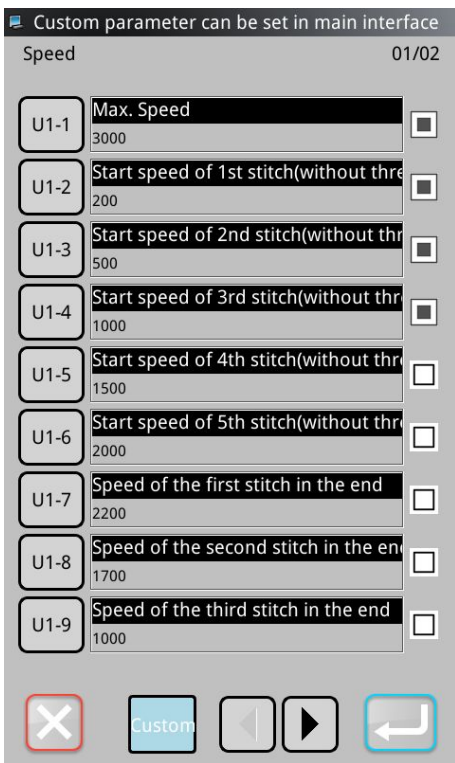 Custom parameter can be set in main interface
Speed 01/02
U1-1 Max. Speed
3000
U1-2 Start speed of 1st stitch(without thre
200
U1-3 Start speed of 2nd stitch(without thr
500
U1-4 Start speed of 3rd stitch(without thr
1000
U1-5 Start speed of 4th stitch(without thr
1500
U1-6 Start speed of 5th stitch(without thr
2000
U1-7 Speed of the first stitch in the end
2200
U1-8 Speed of the second stitch in the en
1700
U1-9 Speed of the third stitch in the end
1000
Custom